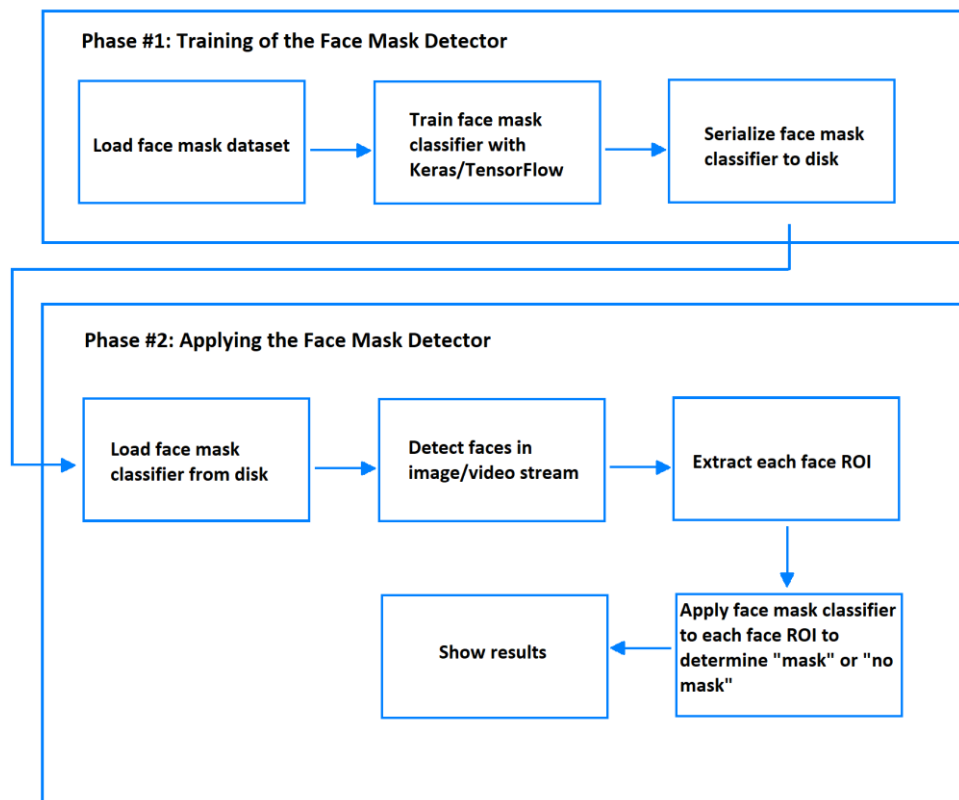 Phase #1: Training of the Face Mask Detector
Load face mask dataset
Train face mask
classifier with
Keras/TensorFlow
Serialize face mask
classifier to disk
Phase #2: Applying the Face Mask Detector
Load face mask
classifier from disk
Detect faces in
image/video stream
Extract each face ROI
Apply face mask classifier
to each face ROI to
determine "mask" or "no
mask"
Show results